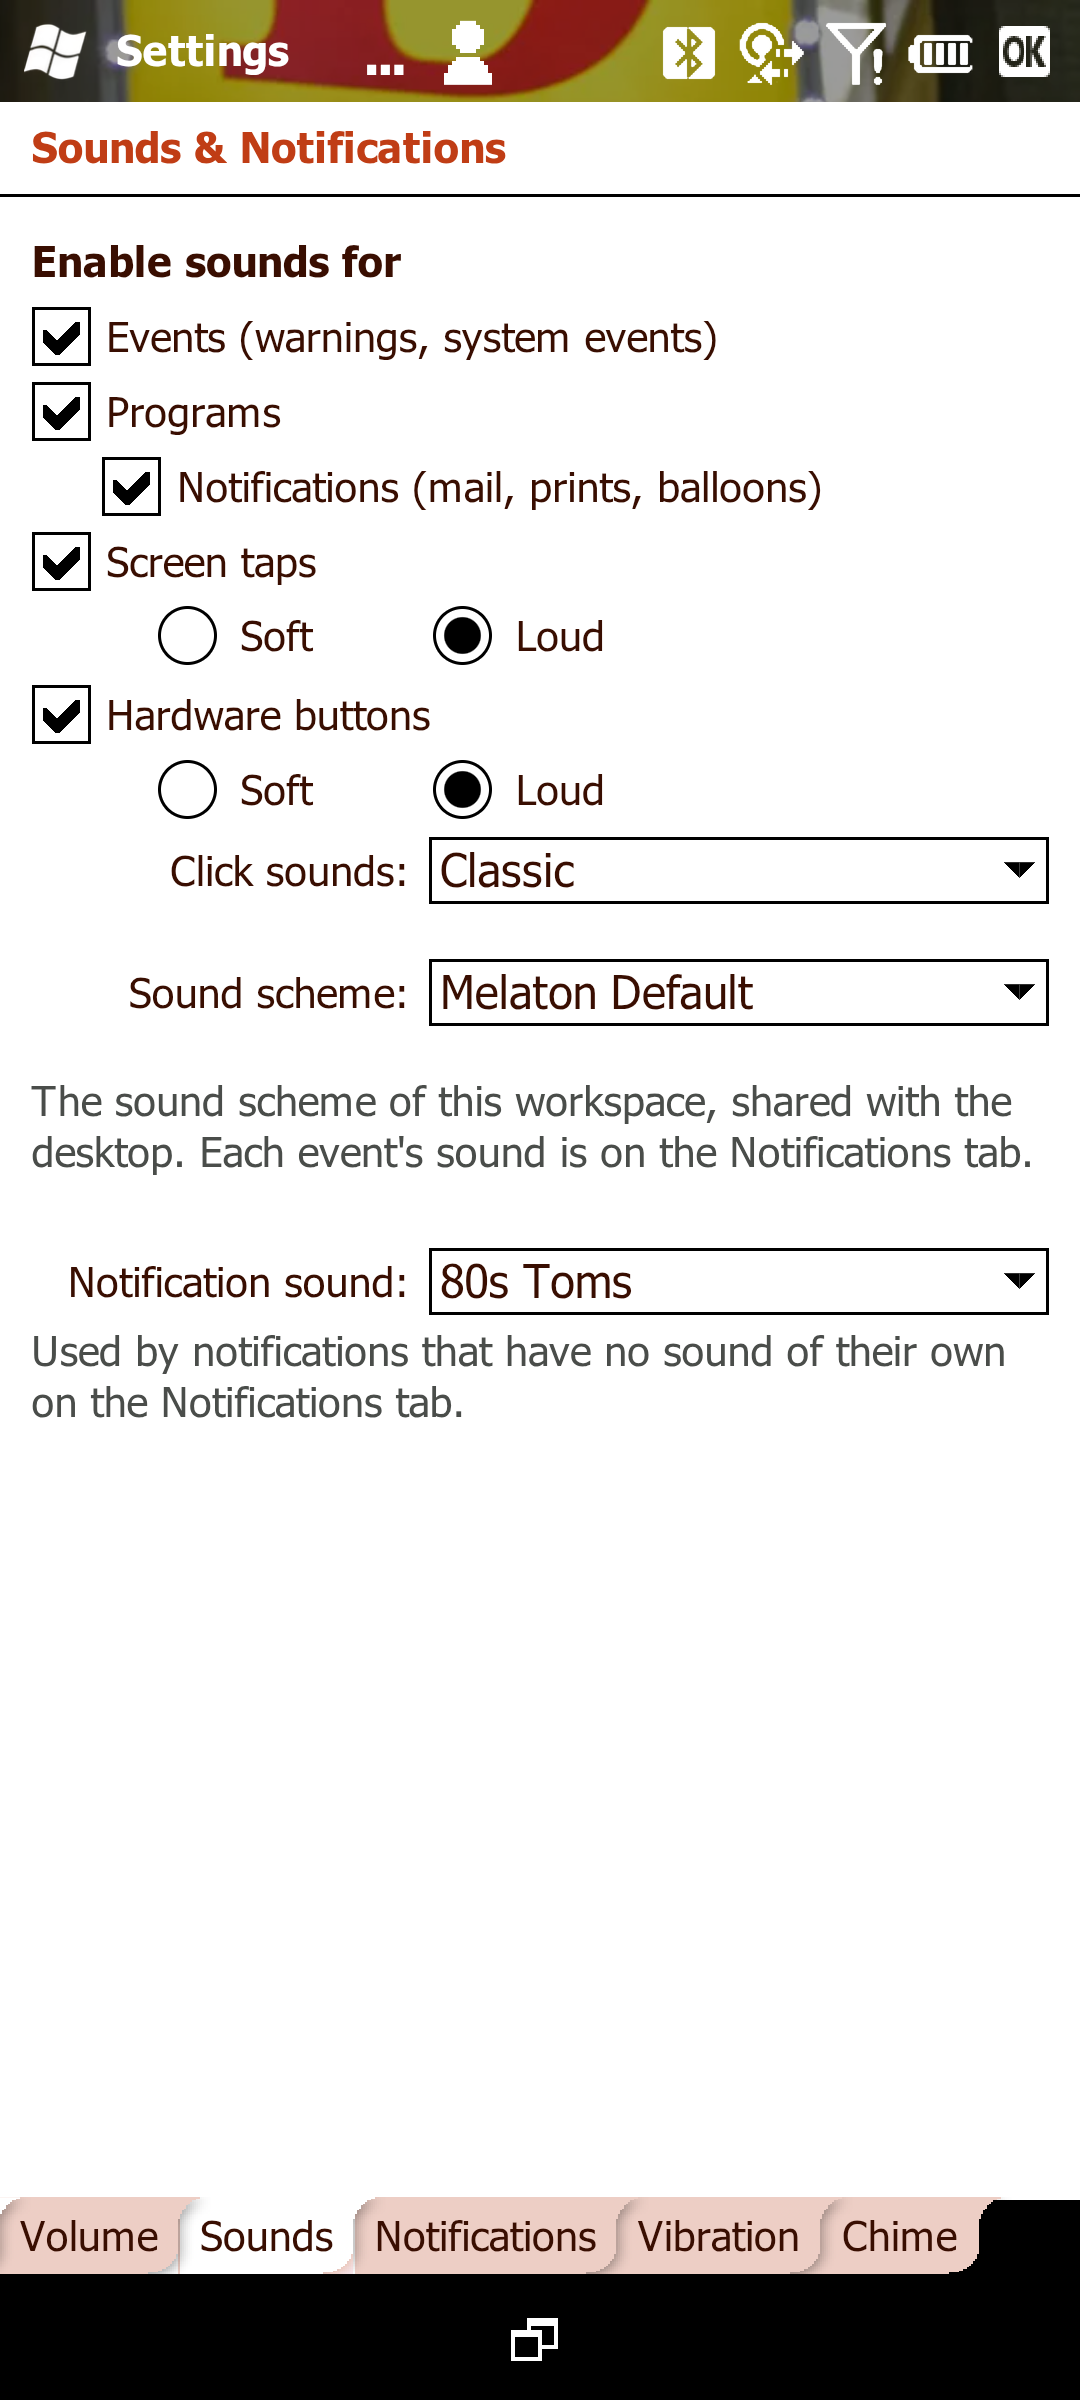 Settings ... OK
Sounds & Notifications
Enable sounds for
Events (warnings, system events)
Programs
Notifications (mail, prints, balloons)
Screen taps
Soft Loud
Hardware buttons
Soft Loud
Click sounds: Classic
Sound scheme: Melaton Default
The sound scheme of this workspace, shared with the
desktop. Each event's sound is on the Notifications tab.
Notification sound: 80s Toms
Used by notifications that have no sound of their own
on the Notifications tab.
Volume Sounds Notifications Vibration Chime